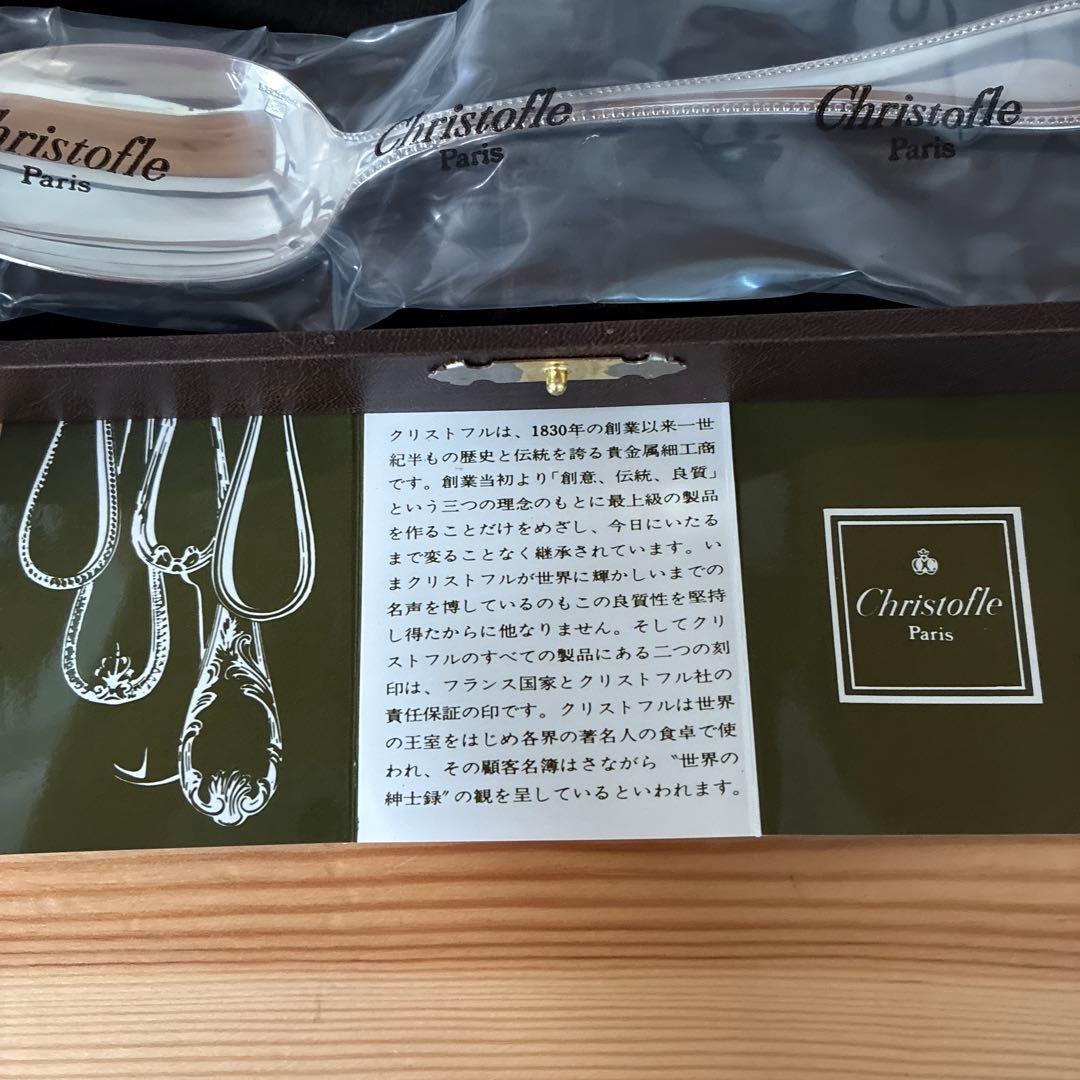 Christofle
Paris
Christofle
Paris
Christofle
Paris
クリストフルは、1830年の創業以来一世
紀半もの歴史と伝統を誇る貴金属細工商
です。創業当初より「創意、伝統、良質」
という三つの理念のもとに最上級の製品
を作ることだけをめざし、今日にいたる
まで変ることなく継承されています。い
まクリストフルが世界に輝かしいまでの
名声を博しているのもこの良質性を堅持
し得たからに他なりません。そしてクリ
ストフルのすべての製品にある二つの刻
印は、フランス国家とクリストフル社の
責任保証の印です。クリストフルは世界
の王室をはじめ各界の著名人の食卓で使
われ、その顧客名簿はさながら〝世界の
紳士録〞の観を呈しているといわれます。
Christofle
Paris